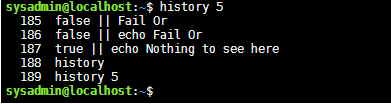 sysadmin@localhost:~$ history 5
185 false || Fail Or
186 false || echo Fail Or
187 true || echo Nothing to see here
188 history
189 history 5
sysadmin@localhost:~$